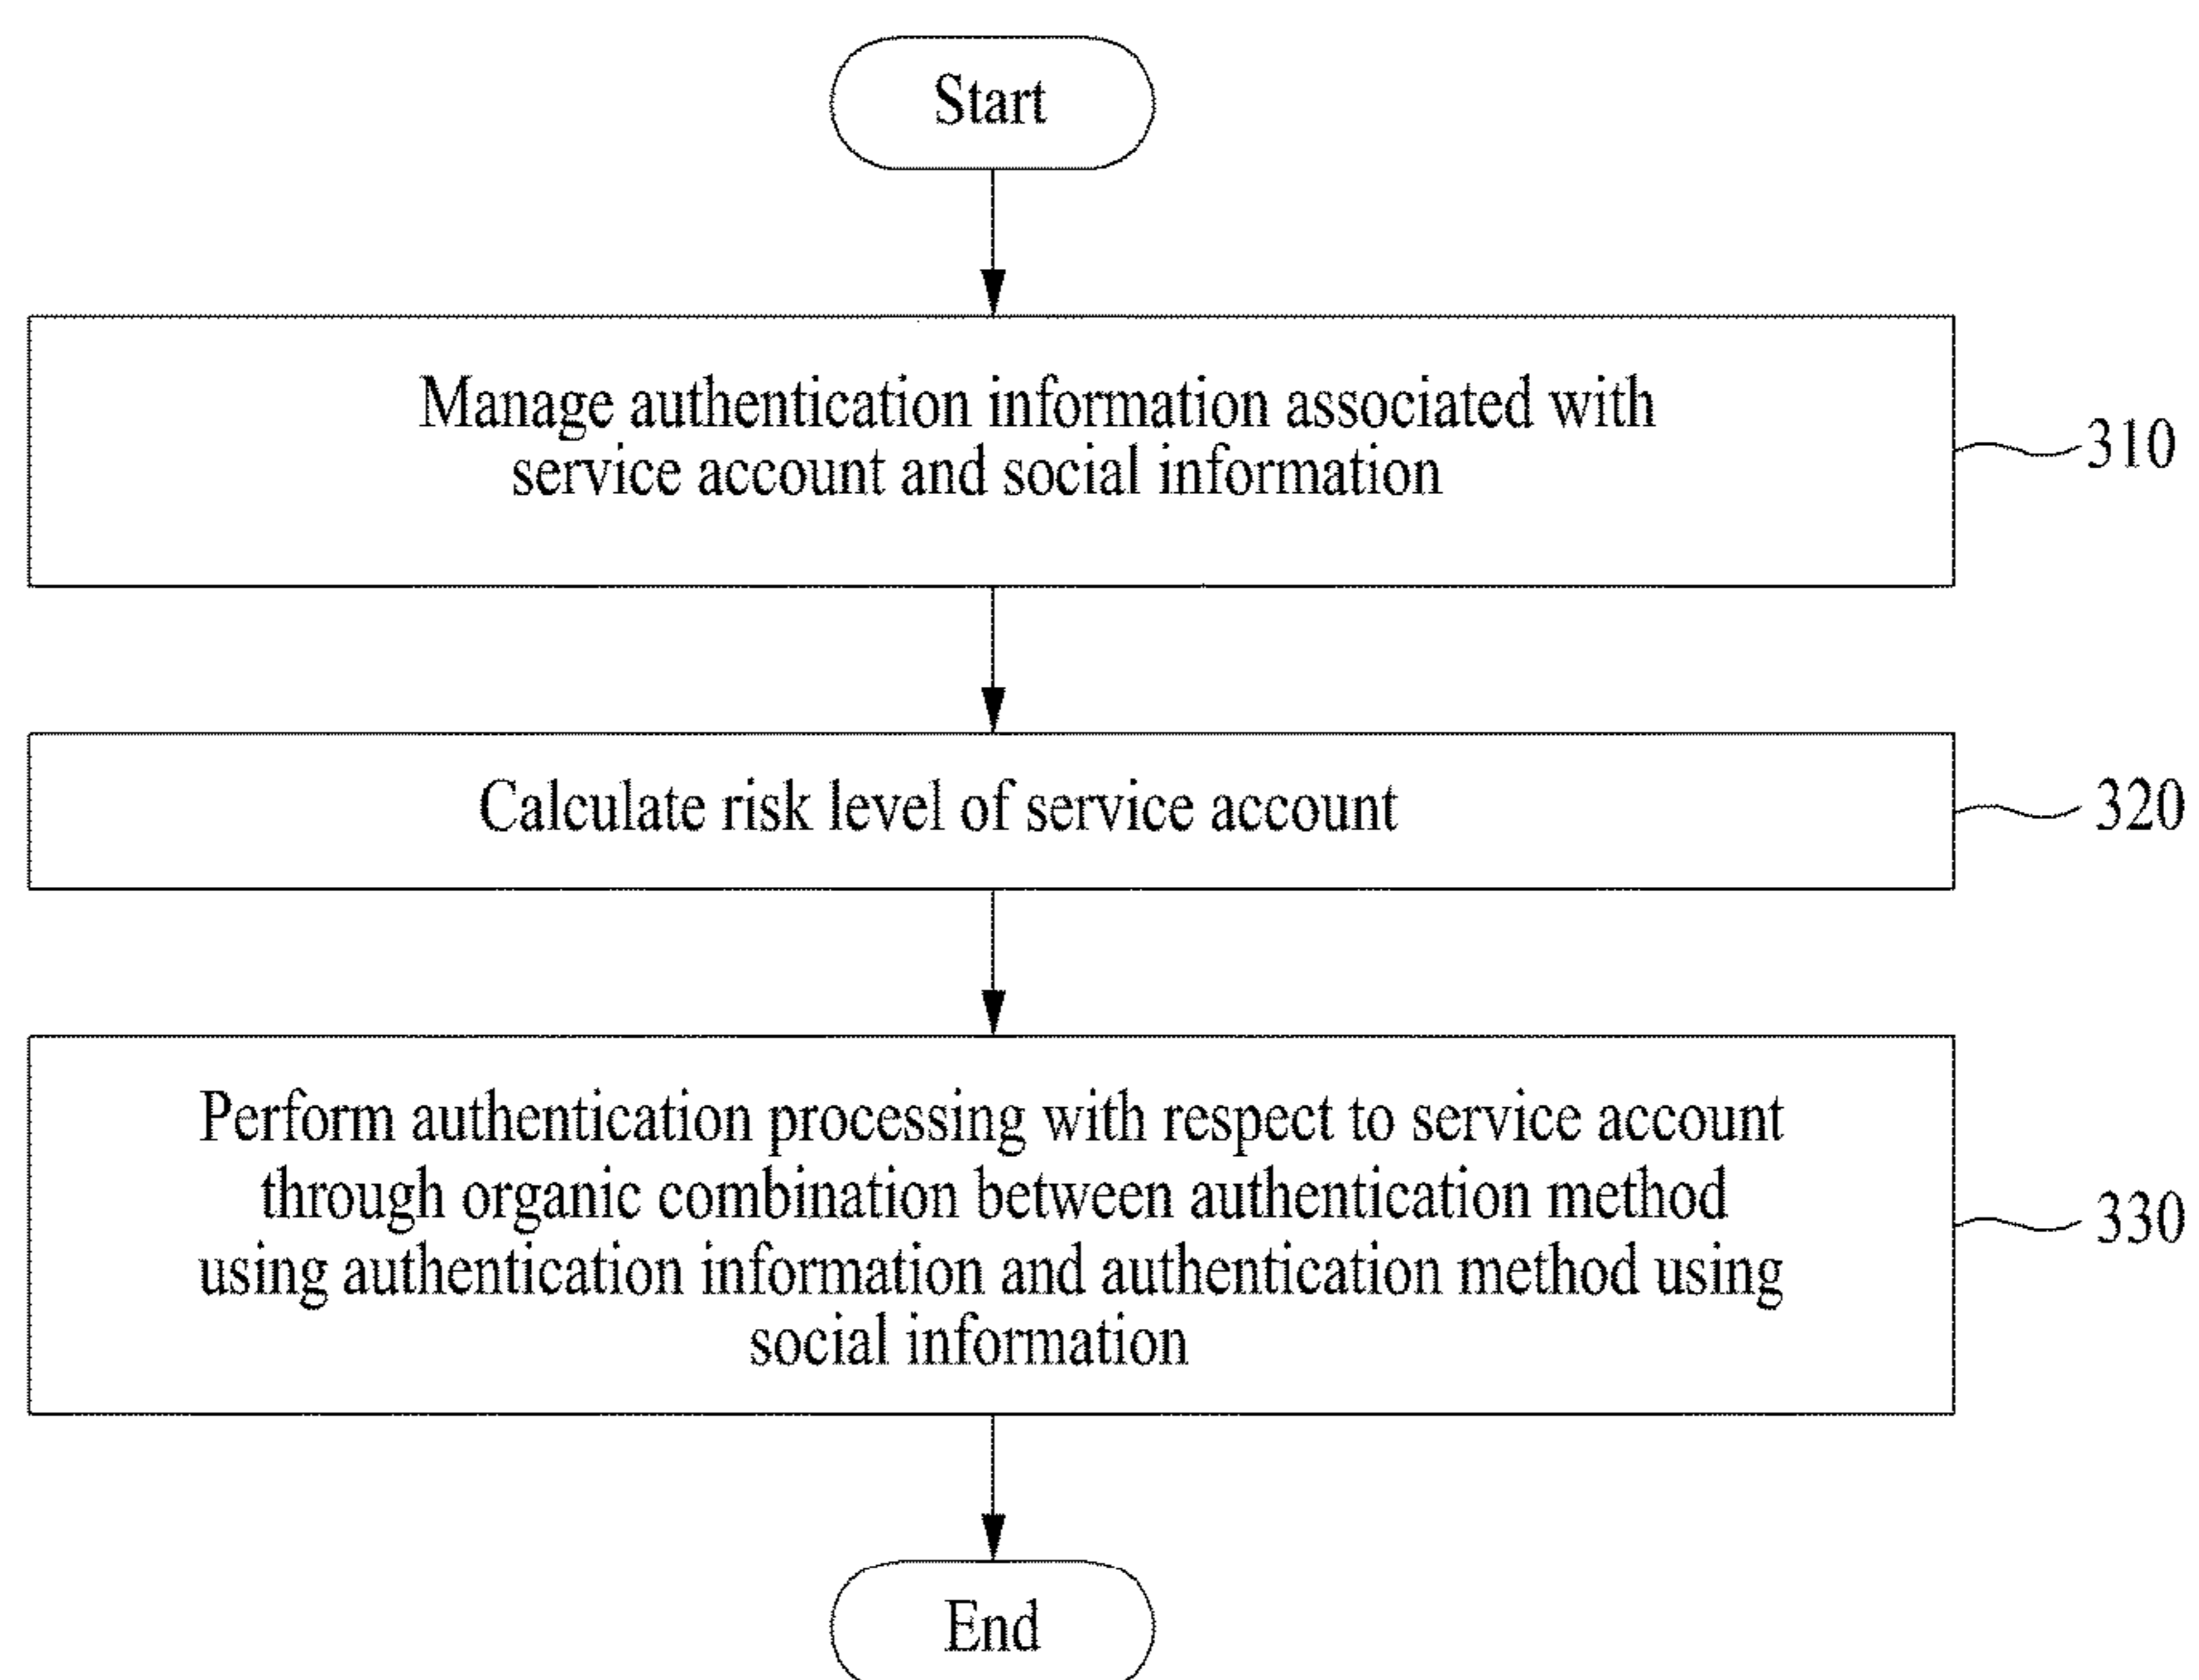 Start
Manage authentication information associated with
service account and social information
310
Calculate risk level of service account
320
Perform authentication processing with respect to service account
through organic combination between authentication method
using authentication information and authentication method using
social information
330
End